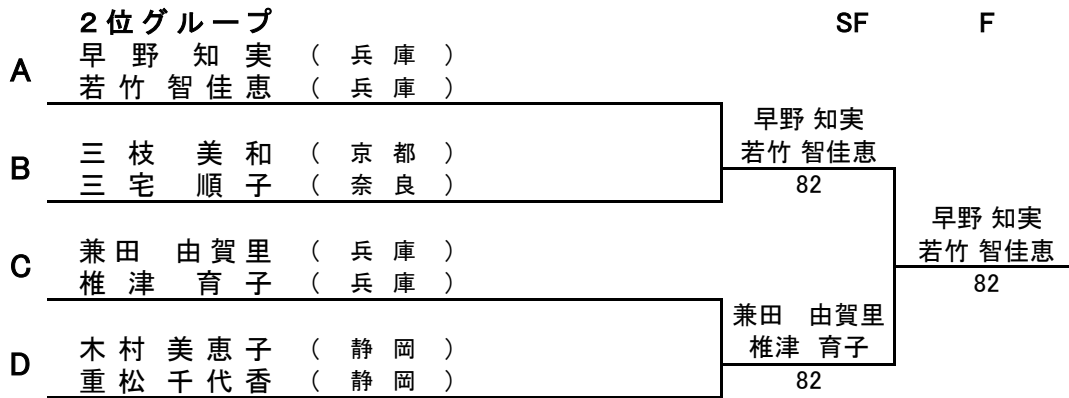 2位グループ SF F
A 早野 知実 ( 兵庫 )
若竹 智佳恵 ( 兵庫 )
早野 知実
若竹 智佳恵
82
B 三枝 美和 ( 京都 )
三宅 順子 ( 奈良 )
早野 知実
若竹 智佳恵
82
C 兼田 由賀里 ( 兵庫 )
椎津 育子 ( 兵庫 )
兼田 由賀里
椎津 育子
82
D 木村 美恵子 ( 静岡 )
重松 千代香 ( 静岡 )